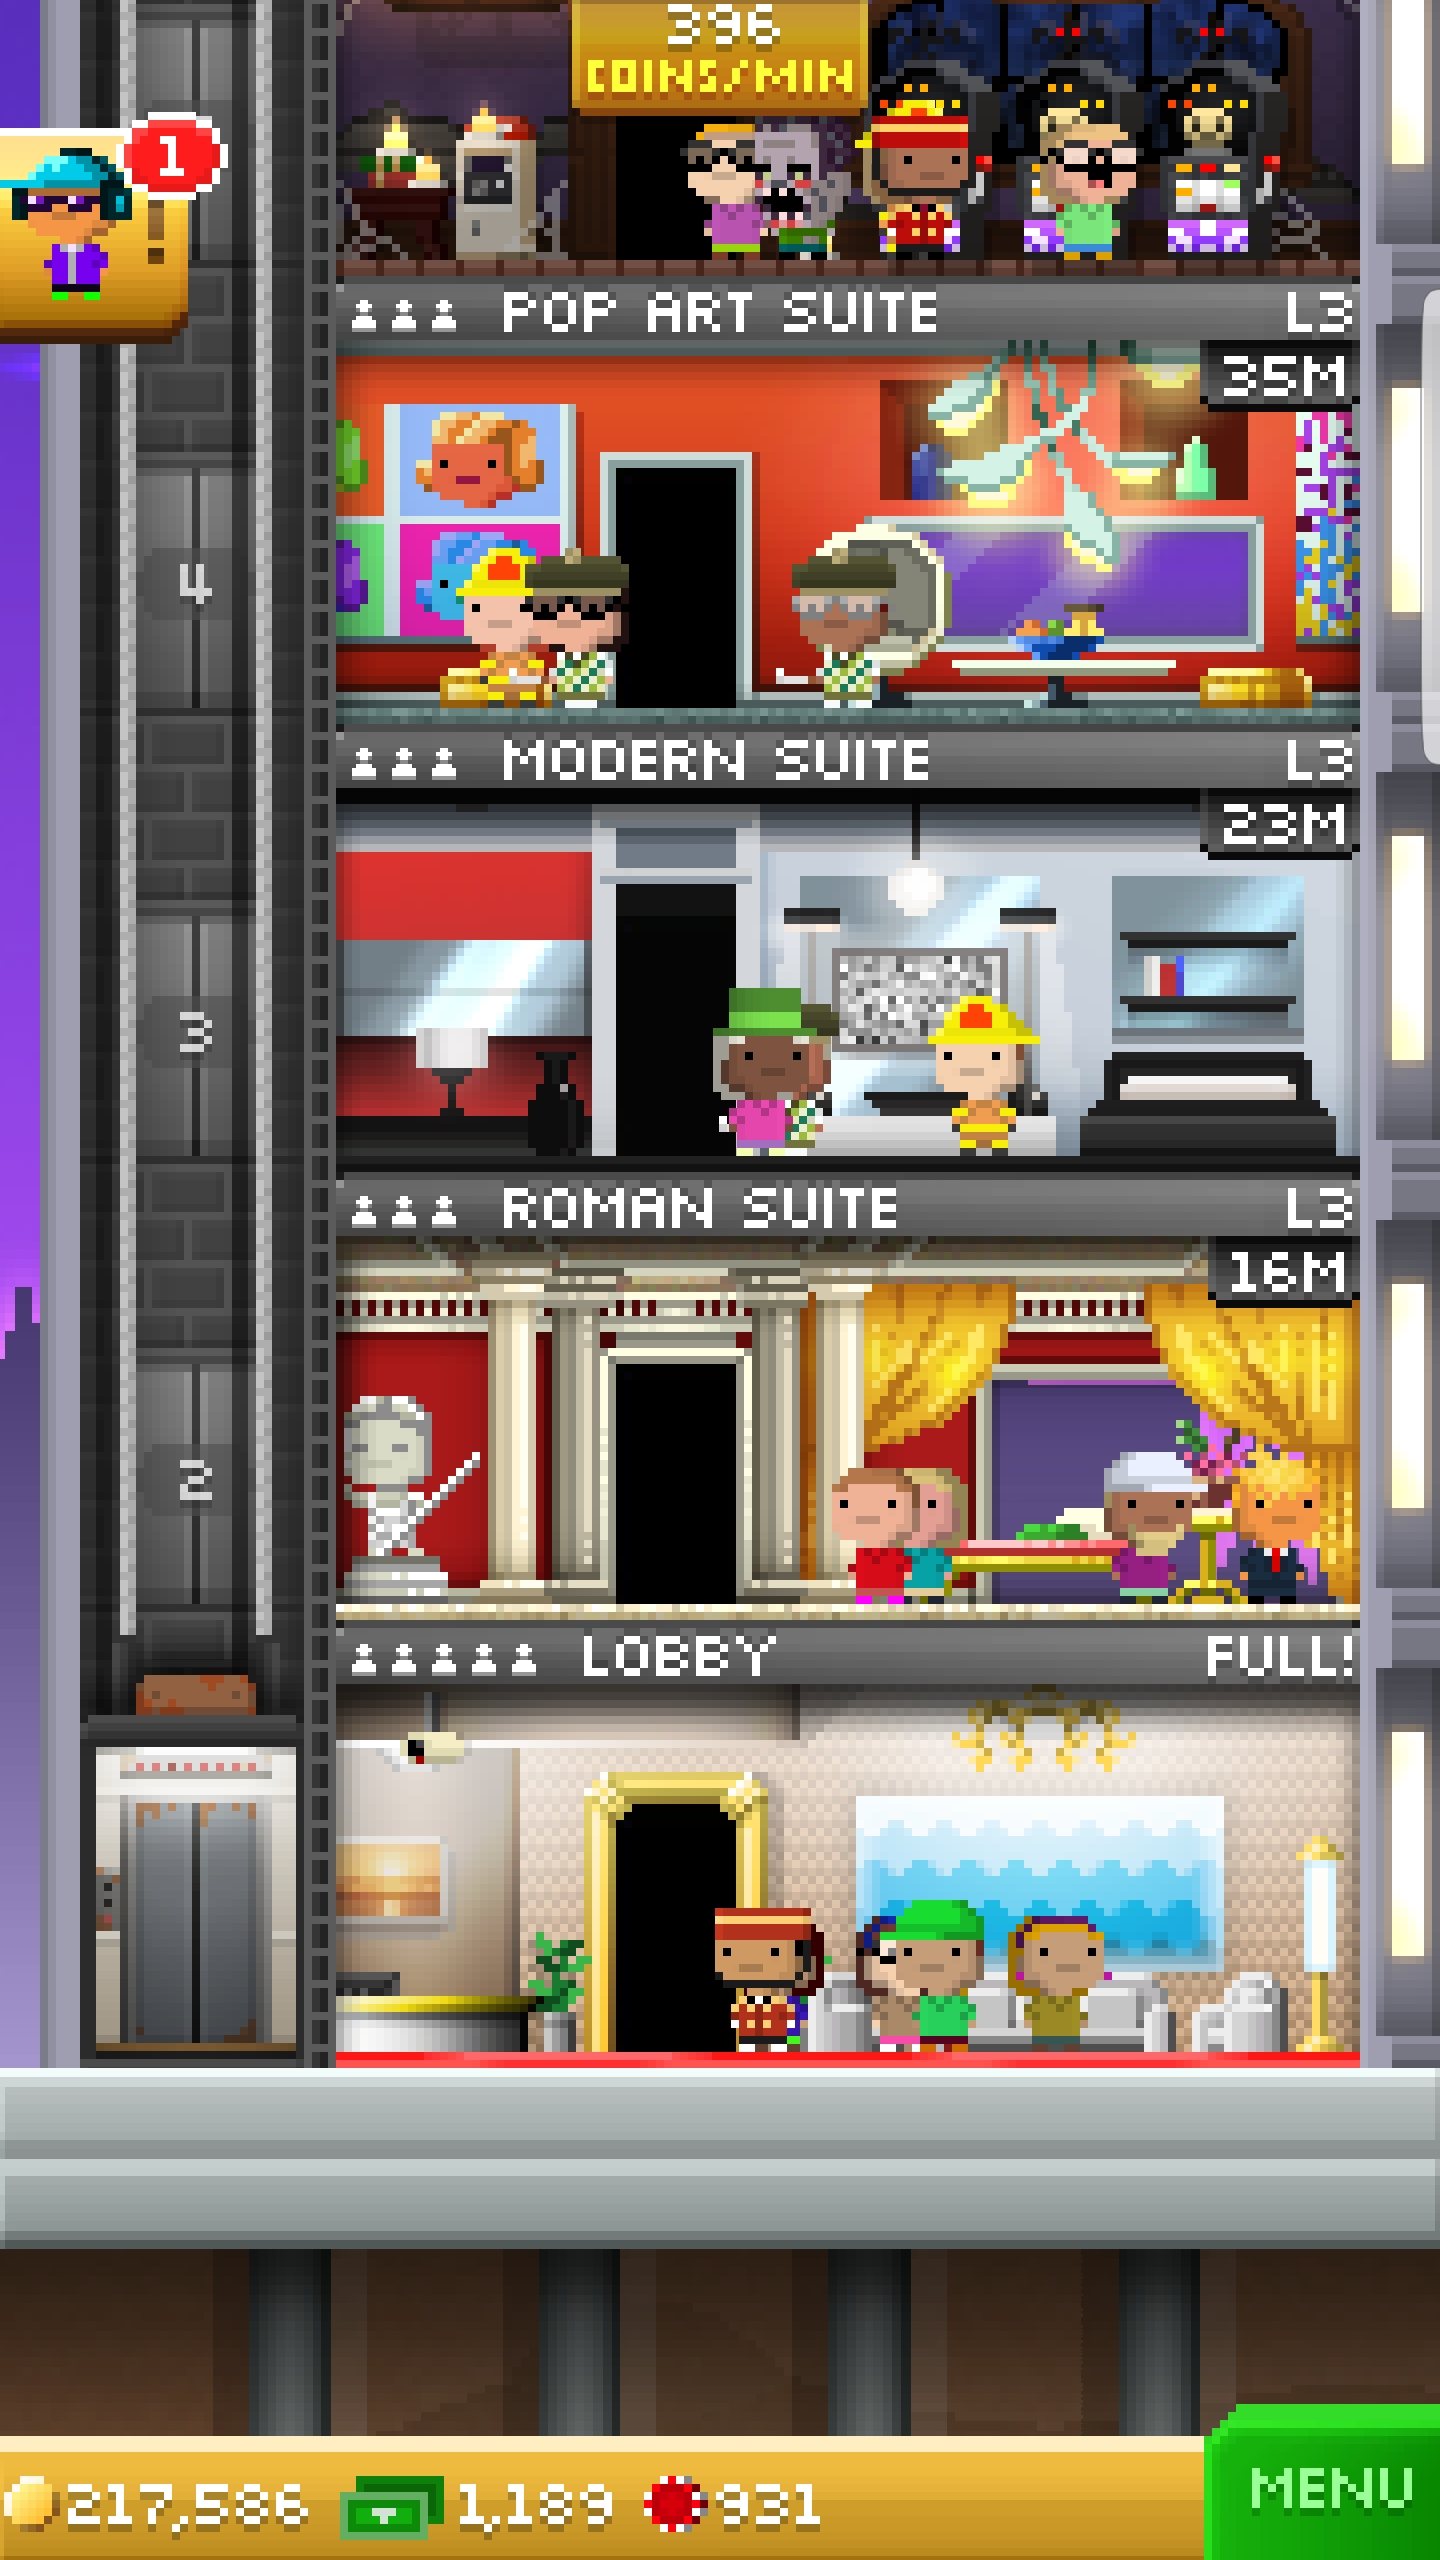 396
COINS/MIN
1
POP ART SUITE L3
35M
4
MODERN SUITE L3
23M
3
ROMAN SUITE L3
16M
2
LOBBY FULL!
217,586 1,189 931
MENU